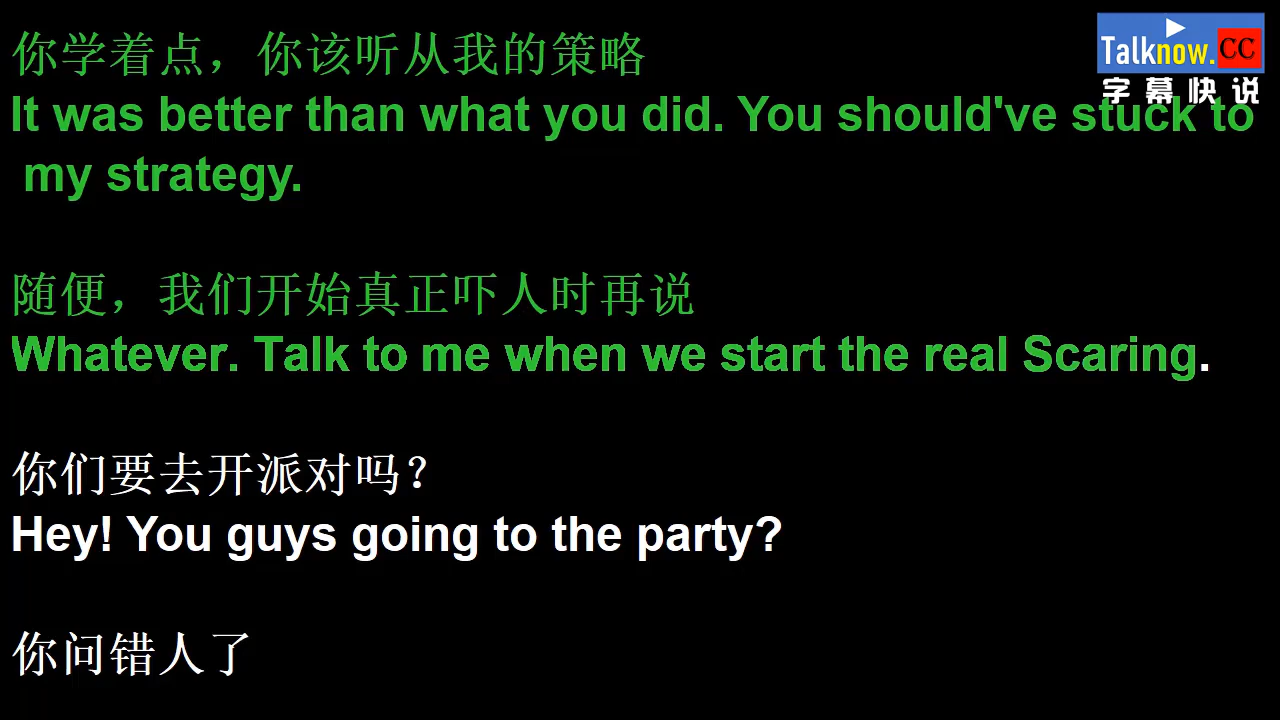 你学着点，你该听从我的策略
It was better than what you did. You should've stuck to
my strategy.
随便，我们开始真正吓人时再说
Whatever. Talk to me when we start the real Scaring.
你们要去开派对吗？
Hey! You guys going to the party?
你问错人了
Talknow.CC
字幕快说